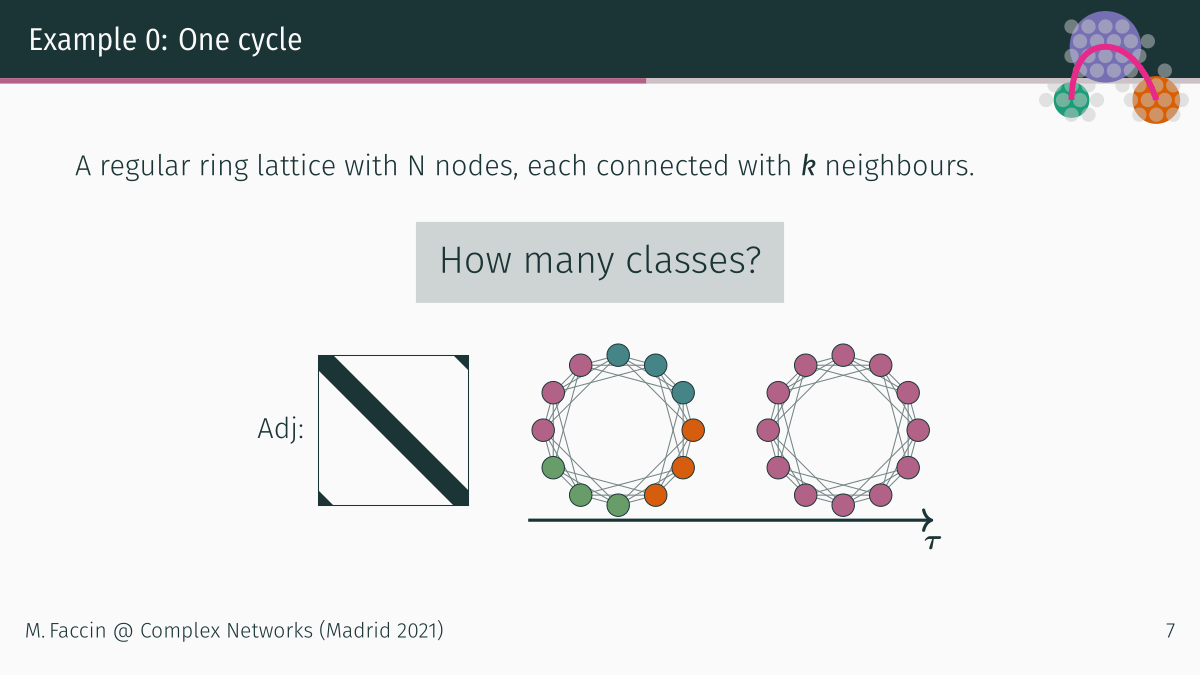 Example 0: One cycle
A regular ring lattice with N nodes, each connected with k neighbours.
How many classes?
Adj:
τ
M. Faccin @ Complex Networks (Madrid 2021)
7